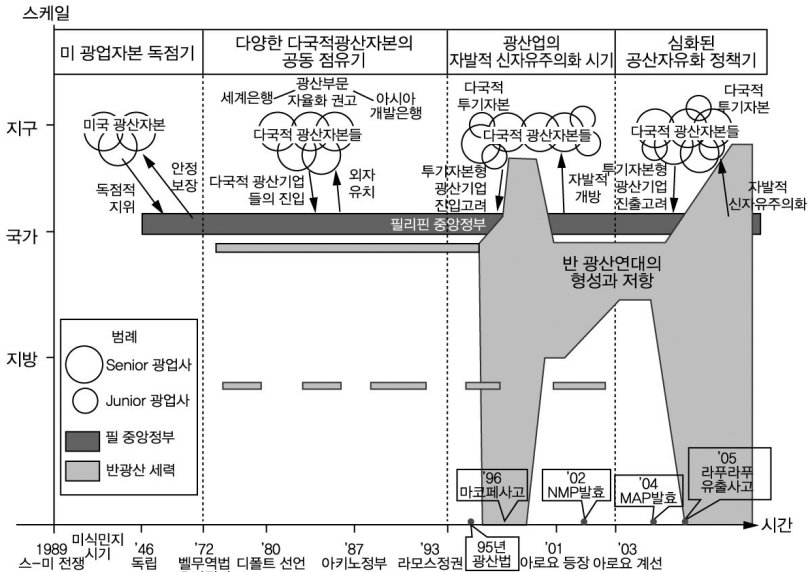 스케일
미 광업자본 독점기
다양한 다국적광산자본의
공동 점유기
광산업의
자발적 신자유주의화 시기
심화된
공산자유화 정책기
지구
국가
지방
미국 광산자본
독점적
지위
안정
보장
세계은행
광산부문
자율화 권고
아시아
개발은행
다국적 광산자본들
다국적 광산기업
들의 진입
외자
유치
다국적
투기자본
다국적 광산자본들
투기자본형
광산기업
진입고려
자발적
개방
다국적
투기자본
다국적 광산자본들
투기자본형
광산기업
진출고려
자발적
신자유주의화
필리핀 중앙정부
반 광산연대의
형성과 저항
범례
Senior 광업사
Junior 광업사
필 중앙정부
반광산 세력
'96
마코페사고
'02
NMP발효
'04
MAP발효
'05
라푸라푸
유출사고
95년
광산법
시간
1989
스-미 전쟁
미식민지
시기
'46
독립
'72
벨무역법
'80
디폴트 선언
'87
아키노정부
'93
라모스정권
'01
아로요 등장
'03
아로요 계선